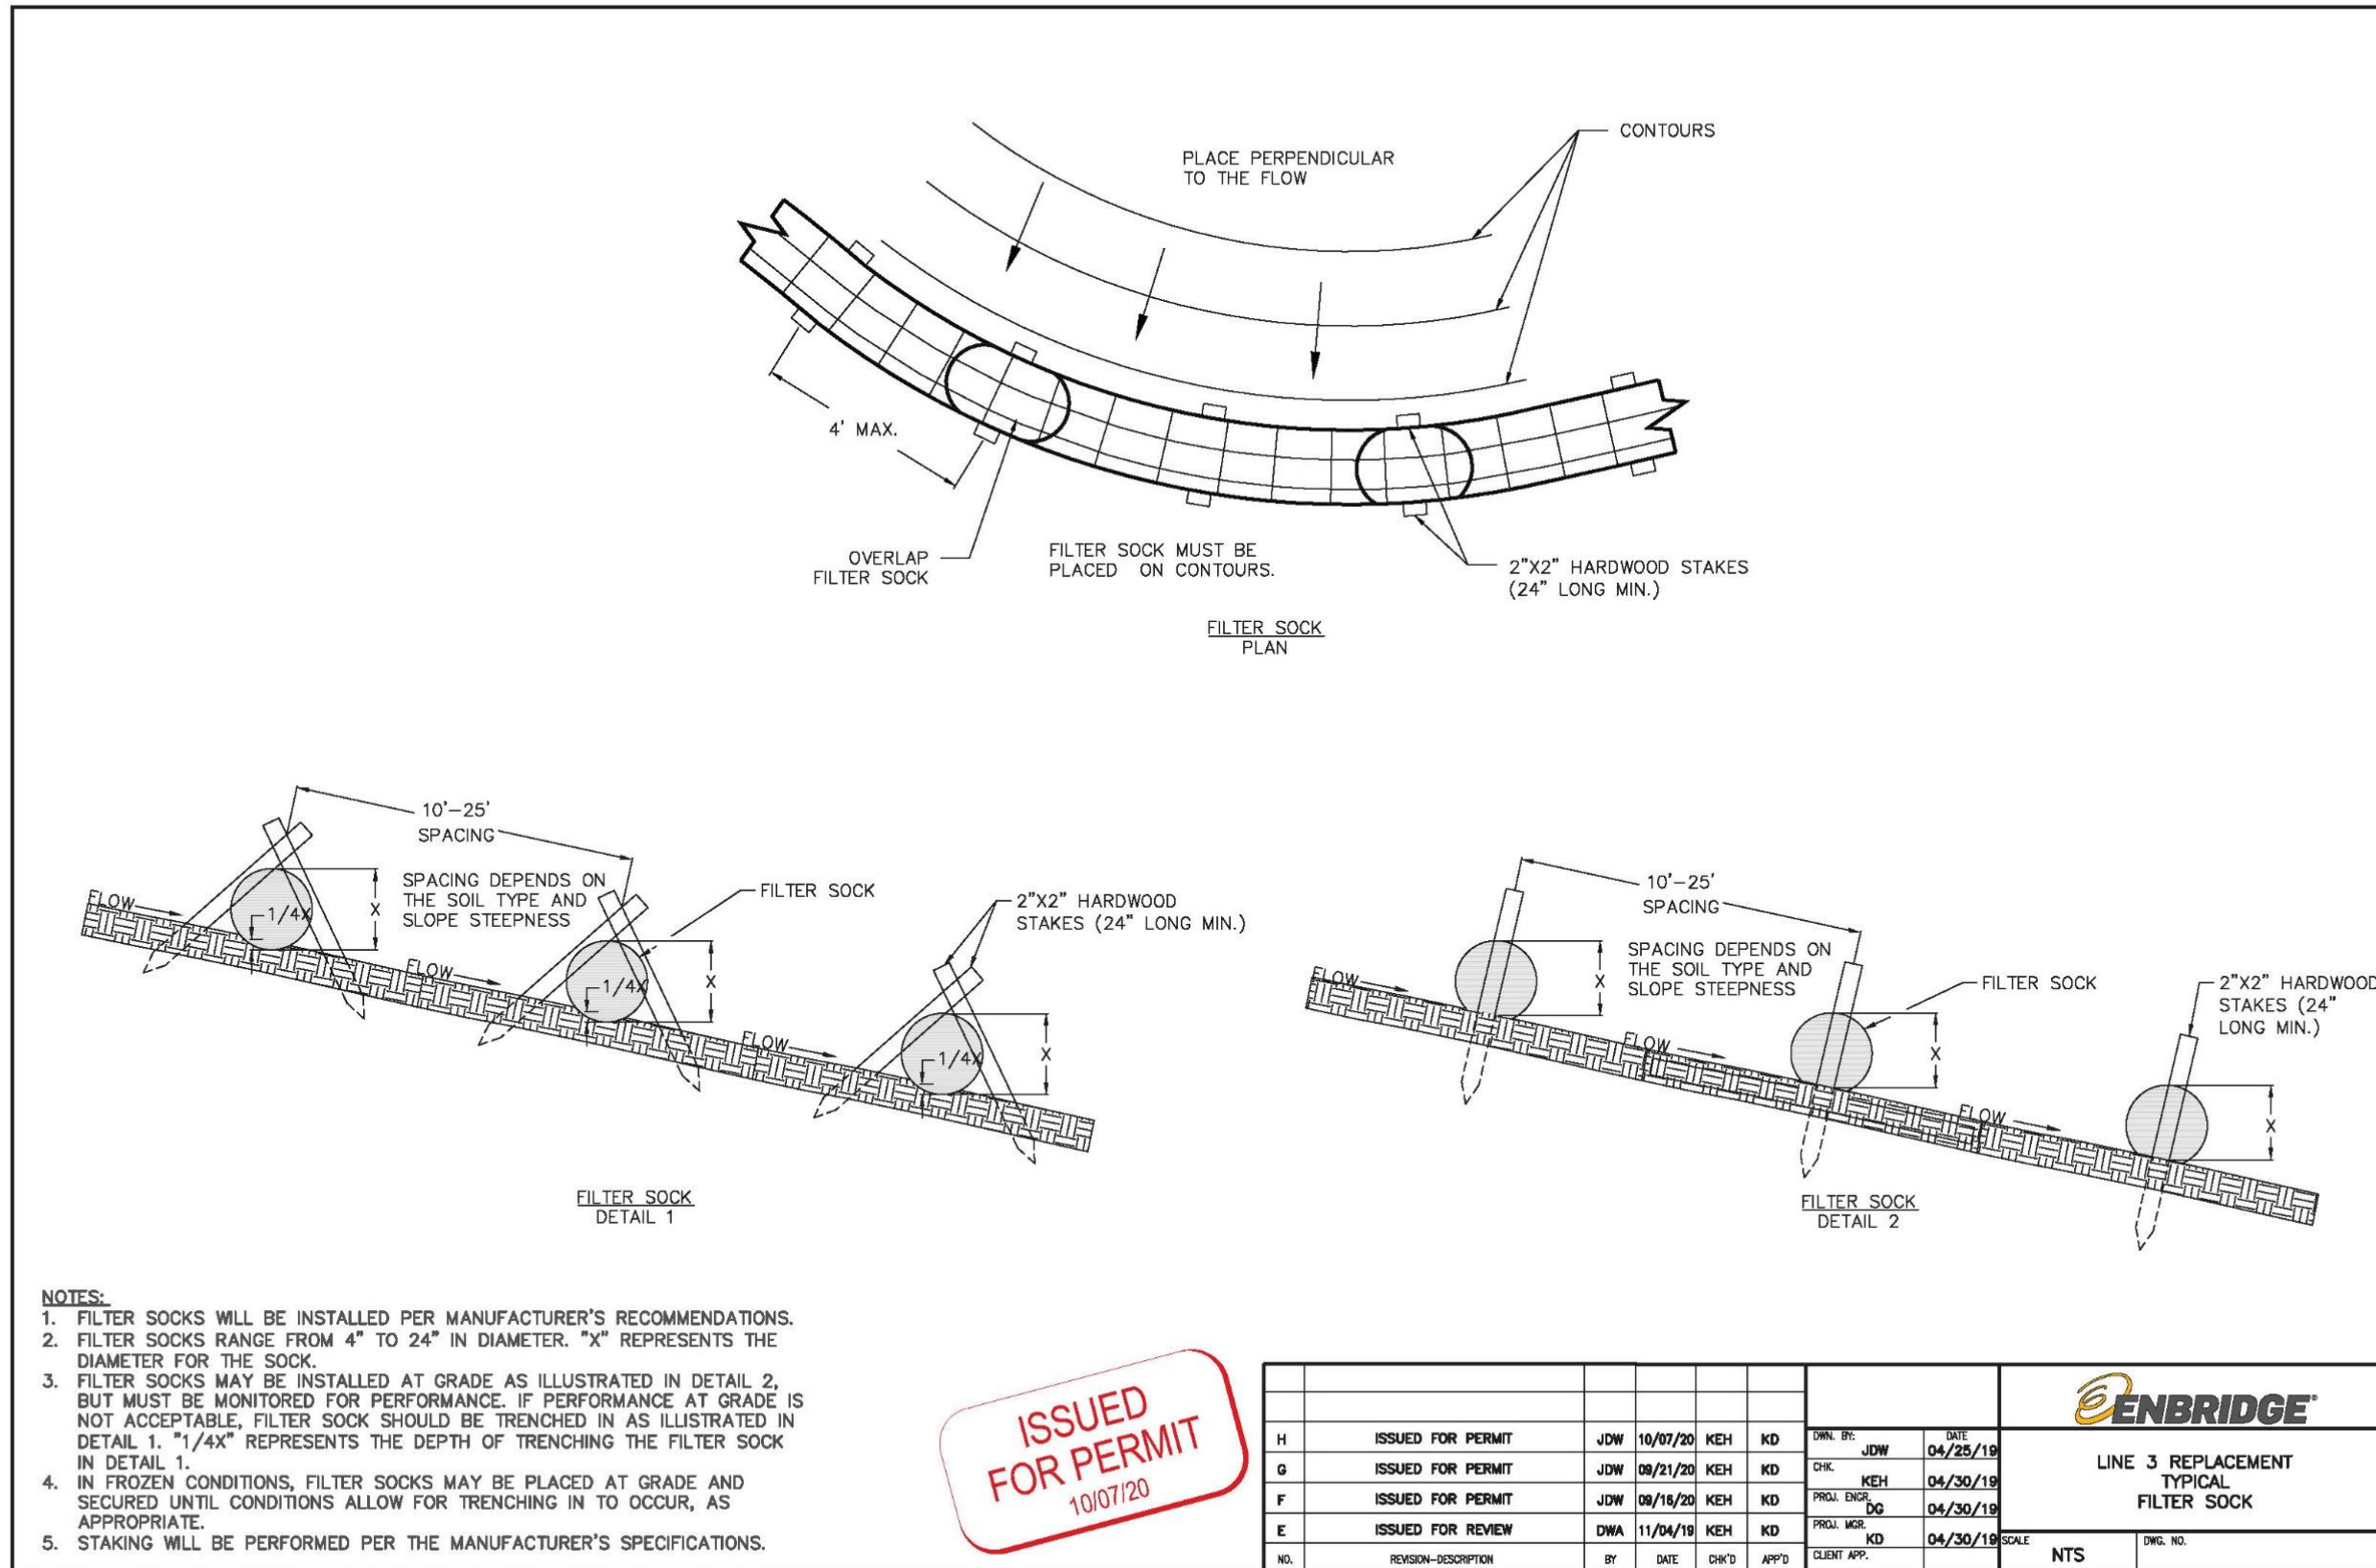 CONTOURS
PLACE PERPENDICULAR
TO THE FLOW
4' MAX.
OVERLAP
FILTER SOCK
FILTER SOCK MUST BE
PLACED ON CONTOURS.
2"X2" HARDWOOD STAKES
(24" LONG MIN.)
FILTER SOCK
PLAN
10'-25'
SPACING
SPACING DEPENDS ON
THE SOIL TYPE AND
SLOPE STEEPNESS
FILTER SOCK
2"X2" HARDWOOD
STAKES (24" LONG MIN.)
FLOW
1/4X
X
FLOW
1/4X
X
FLOW
1/4X
X
FILTER SOCK
DETAIL 1
10'-25'
SPACING
SPACING DEPENDS ON
THE SOIL TYPE AND
SLOPE STEEPNESS
FILTER SOCK
2"X2" HARDWOOD
STAKES (24"
LONG MIN.)
FLOW
X
FLOW
X
FLOW
X
FILTER SOCK
DETAIL 2
NOTES:
1. FILTER SOCKS WILL BE INSTALLED PER MANUFACTURER'S RECOMMENDATIONS.
2. FILTER SOCKS RANGE FROM 4" TO 24" IN DIAMETER. "X" REPRESENTS THE
DIAMETER FOR THE SOCK.
3. FILTER SOCKS MAY BE INSTALLED AT GRADE AS ILLUSTRATED IN DETAIL 2,
BUT MUST BE MONITORED FOR PERFORMANCE. IF PERFORMANCE AT GRADE IS
NOT ACCEPTABLE, FILTER SOCK SHOULD BE TRENCHED IN AS ILLISTRATED IN
DETAIL 1. "1/4X" REPRESENTS THE DEPTH OF TRENCHING THE FILTER SOCK
IN DETAIL 1.
4. IN FROZEN CONDITIONS, FILTER SOCKS MAY BE PLACED AT GRADE AND
SECURED UNTIL CONDITIONS ALLOW FOR TRENCHING IN TO OCCUR, AS
APPROPRIATE.
5. STAKING WILL BE PERFORMED PER THE MANUFACTURER'S SPECIFICATIONS.
ISSUED
FOR PERMIT
10/07/20
H ISSUED FOR PERMIT JDW 10/07/20 KEH KD
G ISSUED FOR PERMIT JDW 09/21/20 KEH KD
F ISSUED FOR PERMIT JDW 09/16/20 KEH KD
E ISSUED FOR REVIEW DWA 11/04/19 KEH KD
NO. REVISION-DESCRIPTION BY DATE CHK'D APP'D
DWN. BY: DATE
JDW 04/25/19
CHK.
KEH 04/30/19
PROJ. ENGR.
DG 04/30/19
PROJ. MGR.
KD 04/30/19
CLIENT APP.
ENBRIDGE®
LINE 3 REPLACEMENT
TYPICAL
FILTER SOCK
SCALE
NTS
DWG. NO.